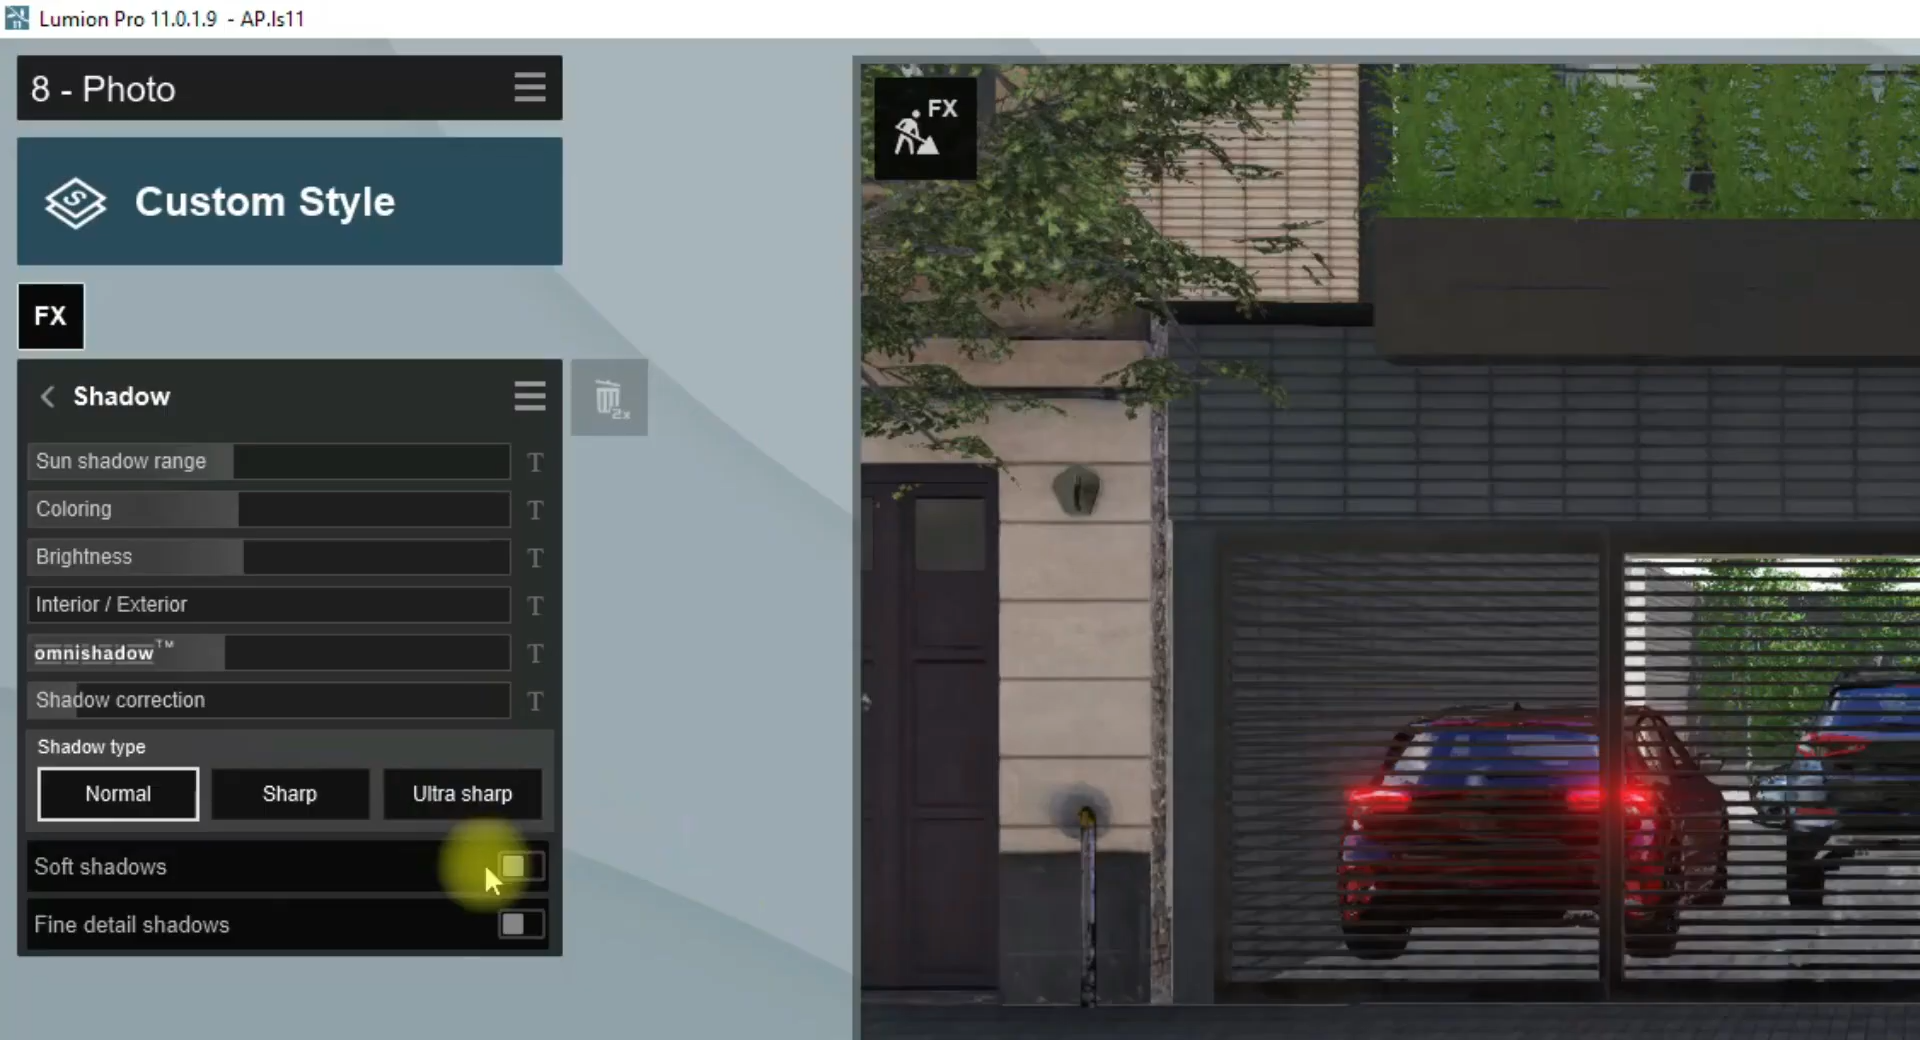 Lumion Pro 11.0.1.9 - AP.ls11
8 - Photo
Custom Style
FX
FX
Shadow
2x
Sun shadow range T
Coloring T
Brightness T
Interior / Exterior T
omnishadow™ T
Shadow correction T
Shadow type
Normal Sharp Ultra sharp
Soft shadows
Fine detail shadows